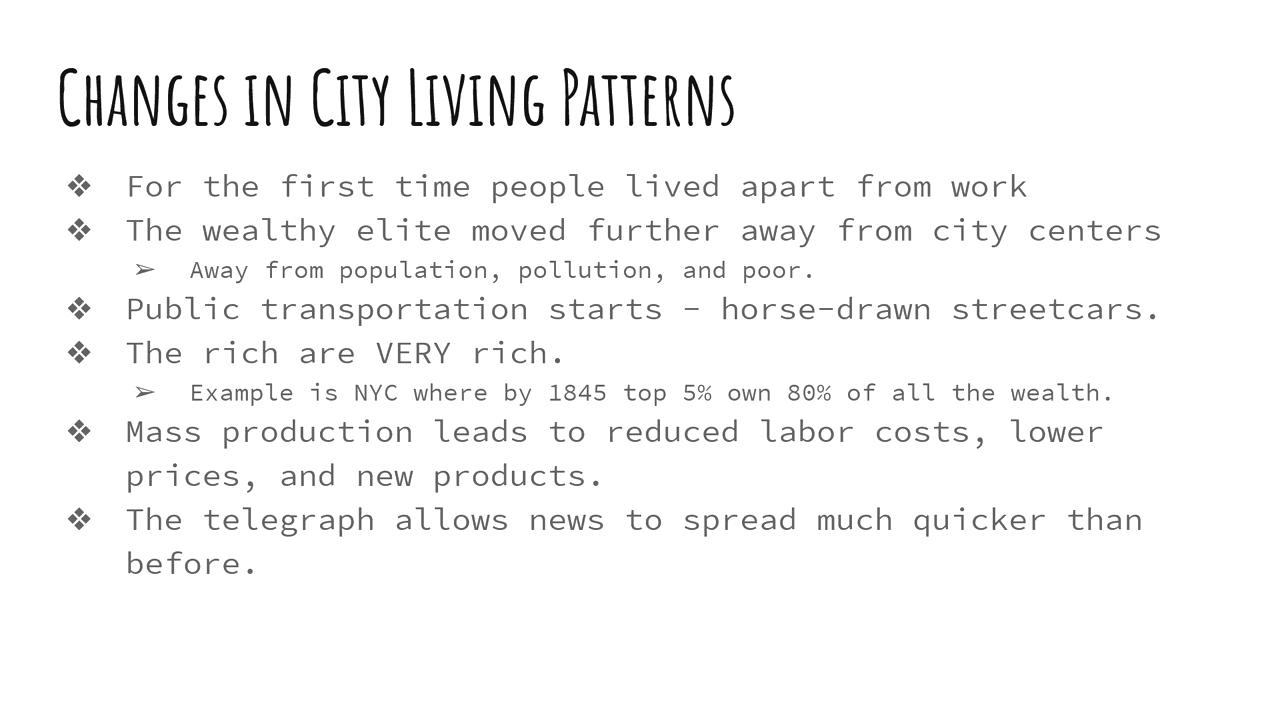 Changes in City Living Patterns
❖ For the first time people lived apart from work
❖ The wealthy elite moved further away from city centers
➢ Away from population, pollution, and poor.
❖ Public transportation starts - horse-drawn streetcars.
❖ The rich are VERY rich.
➢ Example is NYC where by 1845 top 5% own 80% of all the wealth.
❖ Mass production leads to reduced labor costs, lower
prices, and new products.
❖ The telegraph allows news to spread much quicker than
before.